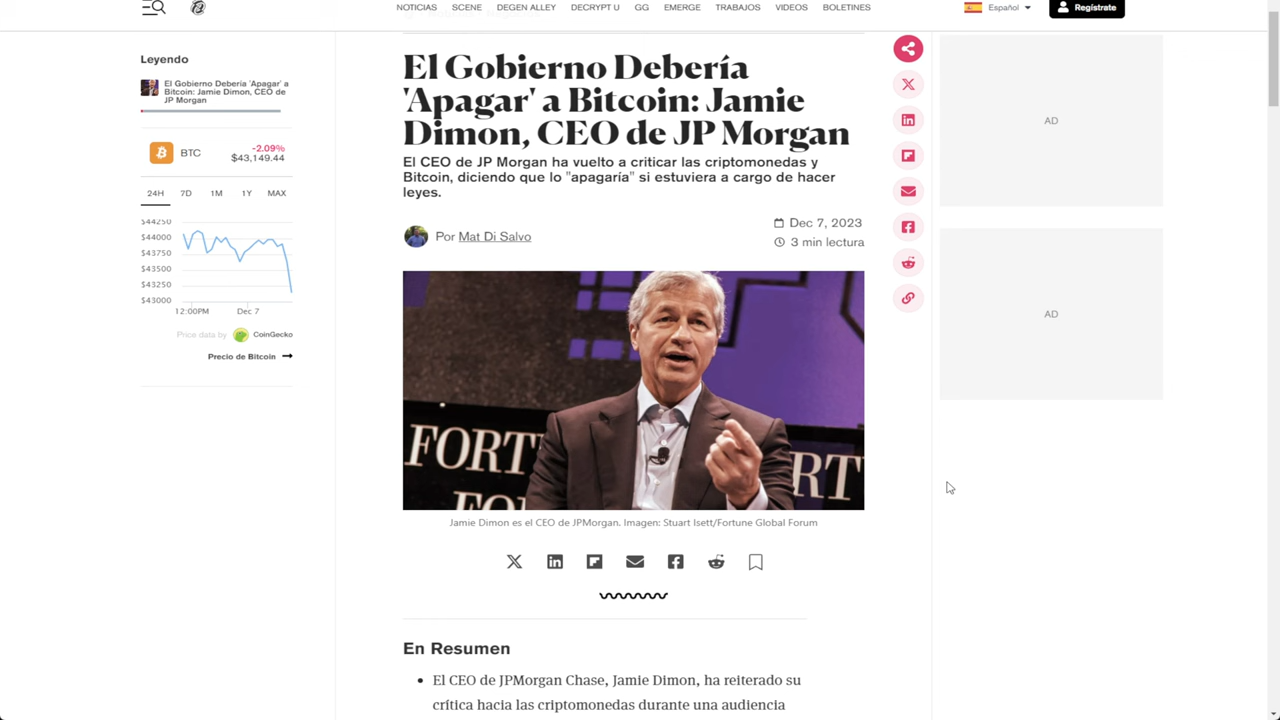 NOTICIAS SCENE DEGEN ALLEY DECRYPT U GG EMERGE TRABAJOS VIDEOS BOLETINES
Español
Regístrate
Leyendo
El Gobierno Debería 'Apagar' a
Bitcoin: Jamie Dimon, CEO de
JP Morgan
BTC
-2.09%
$43,149.44
24H 7D 1M 1Y MAX
$44250
$44000
$43750
$43500
$43250
$43000
12:00PM Dec 7
Price data by CoinGecko
Precio de Bitcoin
El Gobierno Debería
'Apagar' a Bitcoin: Jamie
Dimon, CEO de JP Morgan
El CEO de JP Morgan ha vuelto a criticar las criptomonedas y
Bitcoin, diciendo que lo "apagaría" si estuviera a cargo de hacer
leyes.
Por Mat Di Salvo
Dec 7, 2023
3 min lectura
FORT
RT
FO
Jamie Dimon es el CEO de JPMorgan. Imagen: Stuart Isett/Fortune Global Forum
En Resumen
El CEO de JPMorgan Chase, Jamie Dimon, ha reiterado su
crítica hacia las criptomonedas durante una audiencia
AD
AD